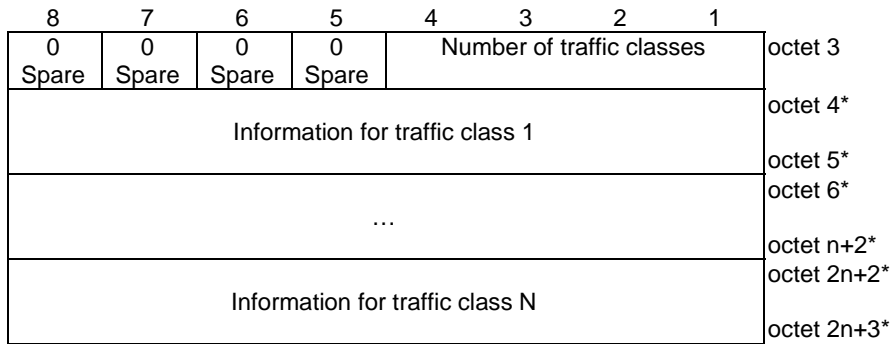 8 7 6 5 4 3 2 1
0 0 0 0 Number of traffic classes octet 3
Spare Spare Spare Spare
octet 4*
Information for traffic class 1
octet 5*
octet 6*
…
octet n+2*
octet 2n+2*
Information for traffic class N
octet 2n+3*